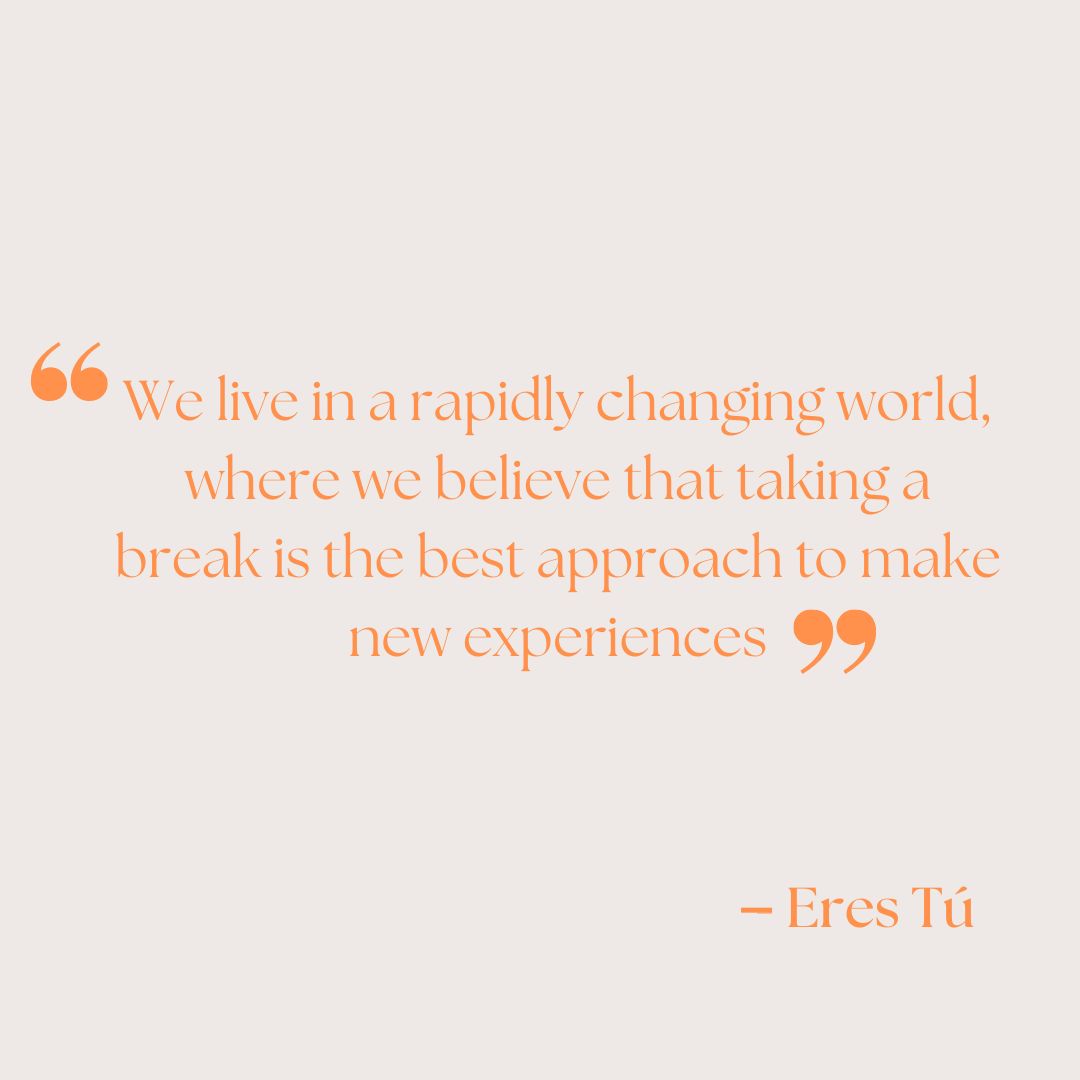 “ We live in a rapidly changing world,
where we believe that taking a
break is the best approach to make
new experiences ”
– Eres Tú